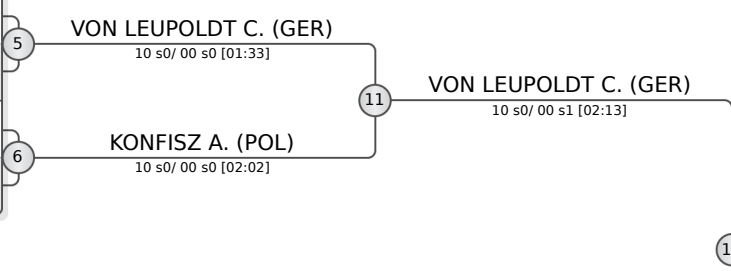 VON LEUPOLDT C. (GER)
5
10 s0/ 00 s0 [01:33]
VON LEUPOLDT C. (GER)
11
10 s0/ 00 s1 [02:13]
KONFISZ A. (POL)
6
10 s0/ 00 s0 [02:02]